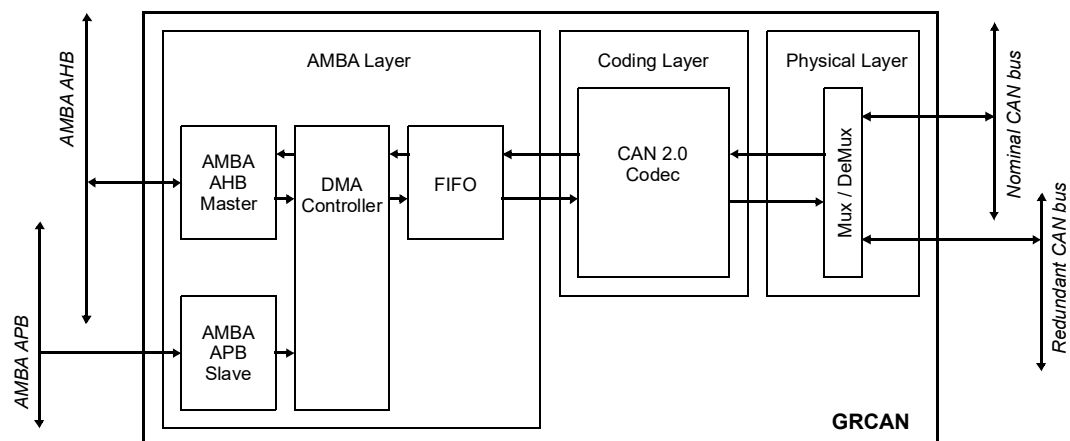 AMBA AHB
AMBA APB
AMBA Layer
AMBA
AHB
Master
DMA
Controller
FIFO
AMBA
APB
Slave
Coding Layer
CAN 2.0
Codec
Physical Layer
Mux / DeMux
Nominal CAN bus
Redundant CAN bus
GRCAN